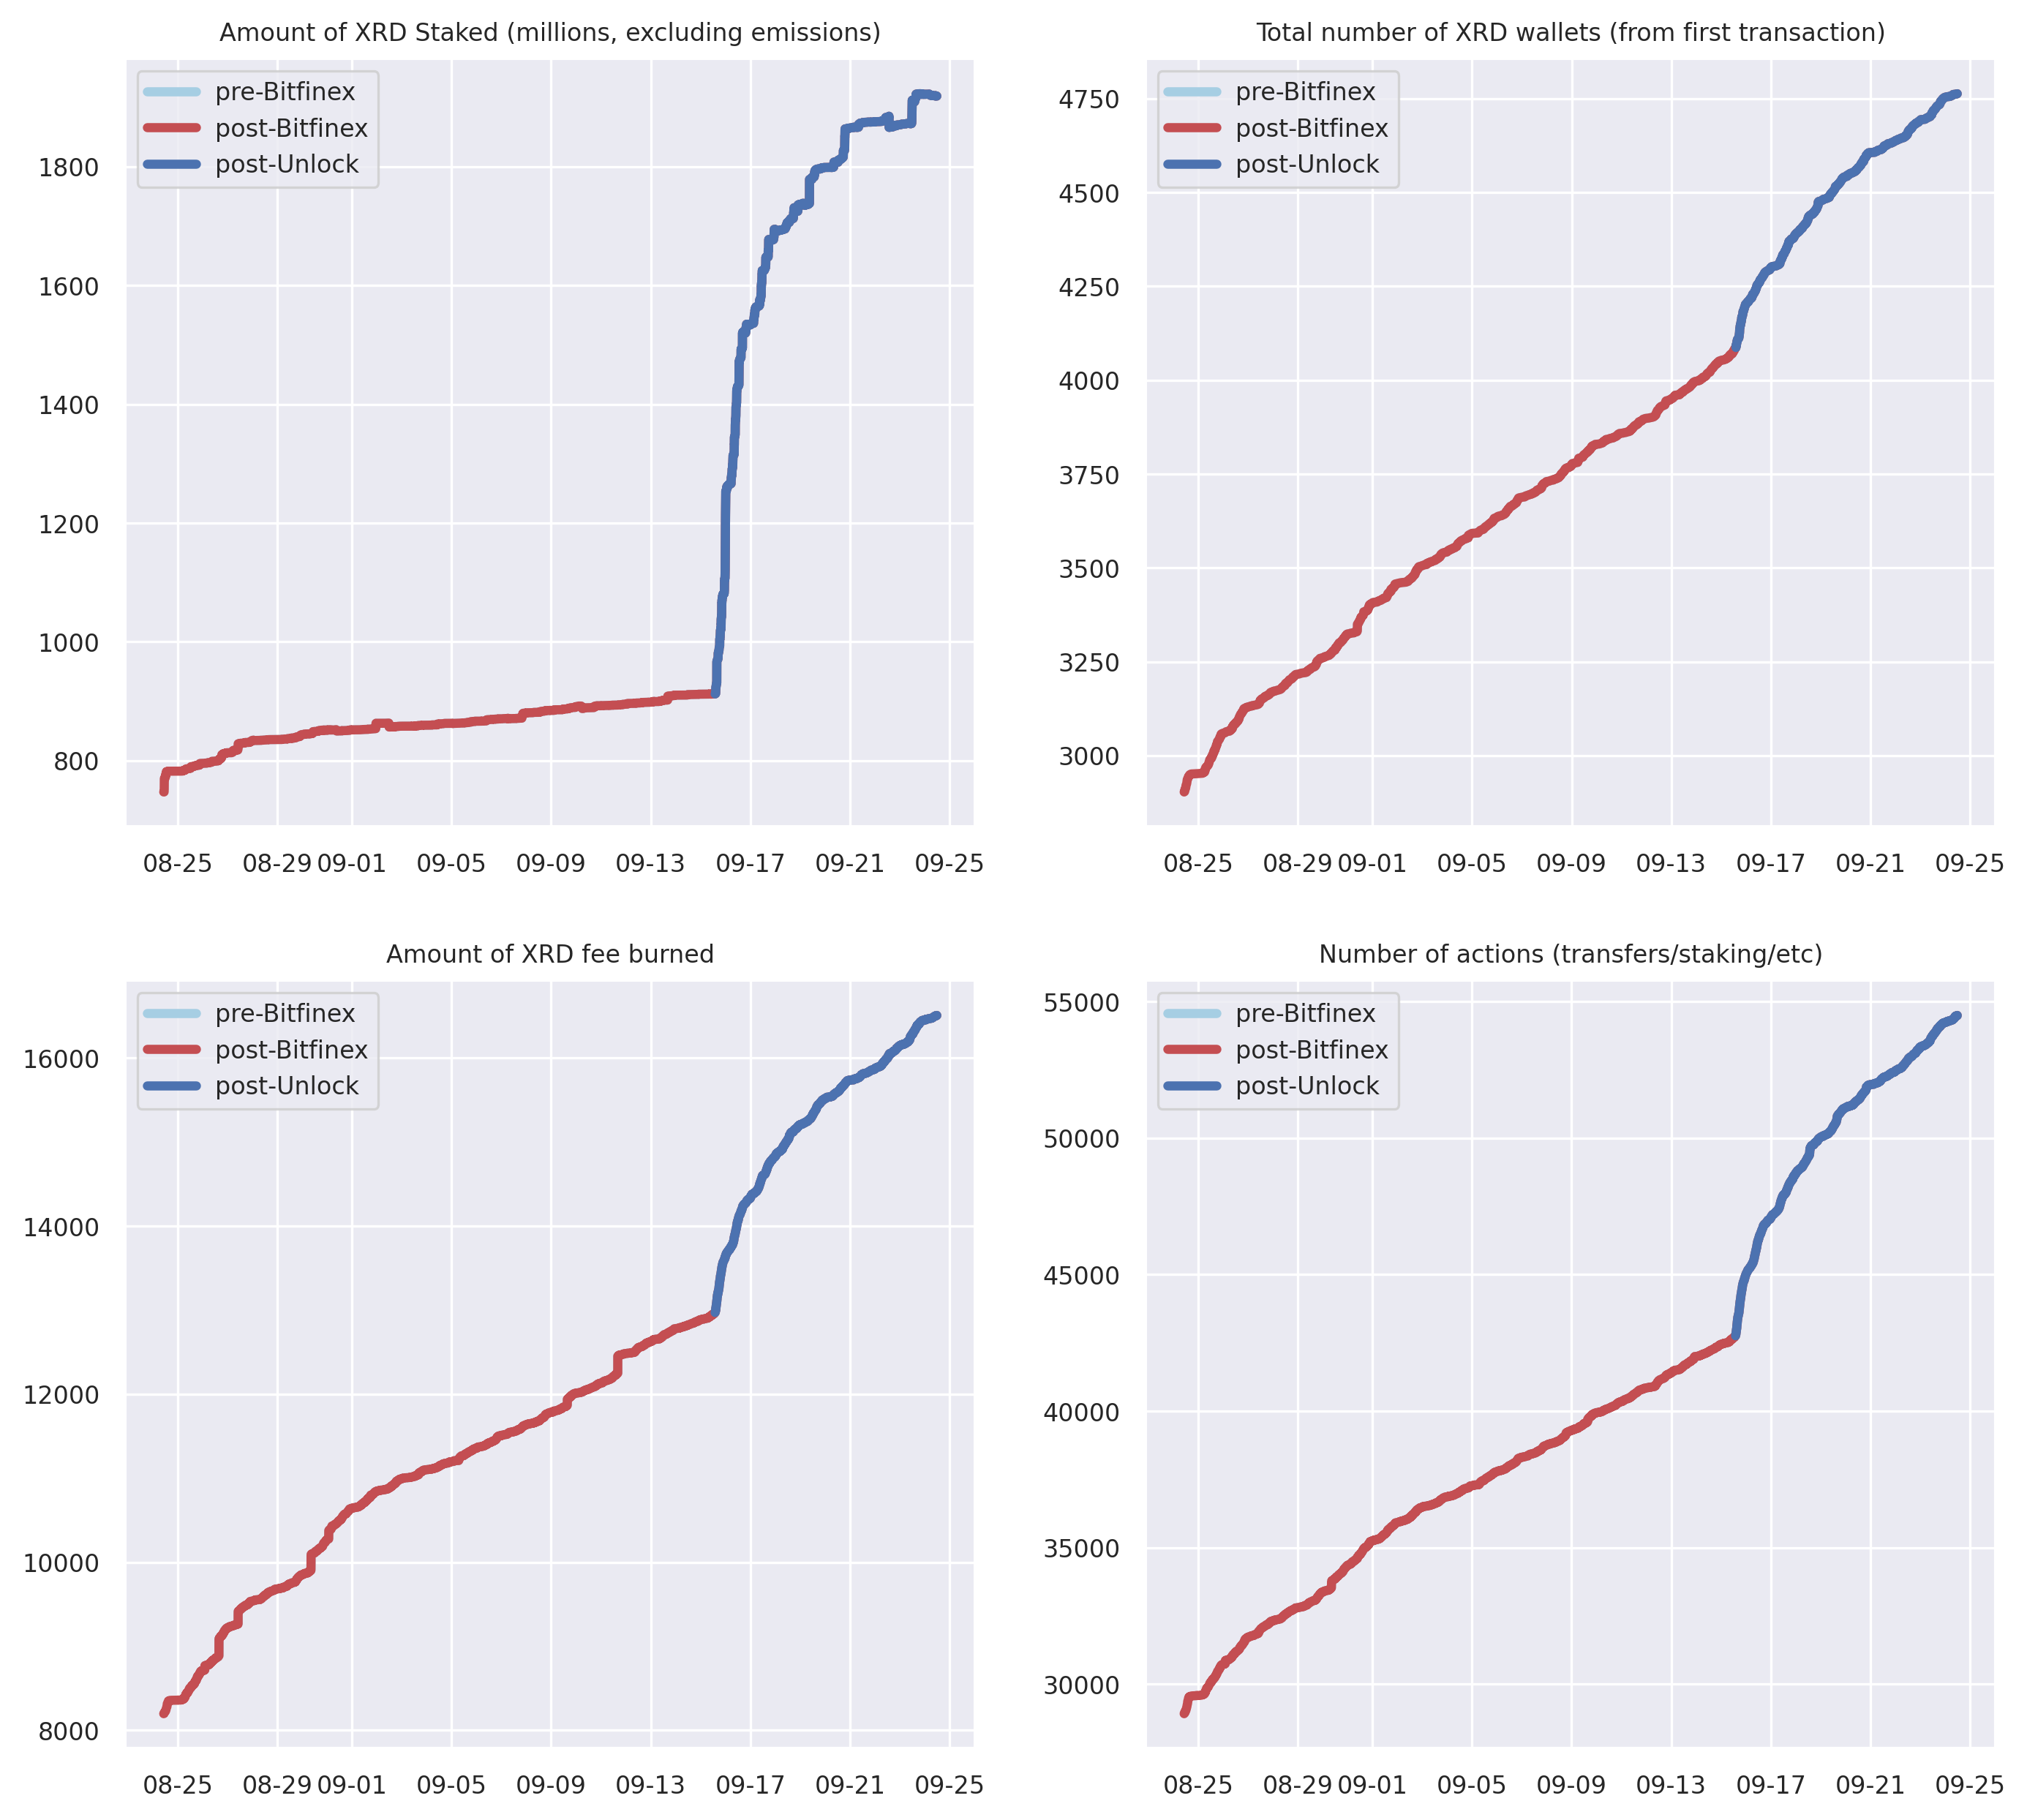 Amount of XRD Staked (millions, excluding emissions)
pre-Bitfinex
post-Bitfinex
post-Unlock
1800
1600
1400
1200
1000
800
08-25 08-29 09-01 09-05 09-09 09-13 09-17 09-21 09-25
Total number of XRD wallets (from first transaction)
pre-Bitfinex
post-Bitfinex
post-Unlock
4750
4500
4250
4000
3750
3500
3250
3000
08-25 08-29 09-01 09-05 09-09 09-13 09-17 09-21 09-25
Amount of XRD fee burned
pre-Bitfinex
post-Bitfinex
post-Unlock
16000
14000
12000
10000
8000
08-25 08-29 09-01 09-05 09-09 09-13 09-17 09-21 09-25
Number of actions (transfers/staking/etc)
pre-Bitfinex
post-Bitfinex
post-Unlock
55000
50000
45000
40000
35000
30000
08-25 08-29 09-01 09-05 09-09 09-13 09-17 09-21 09-25